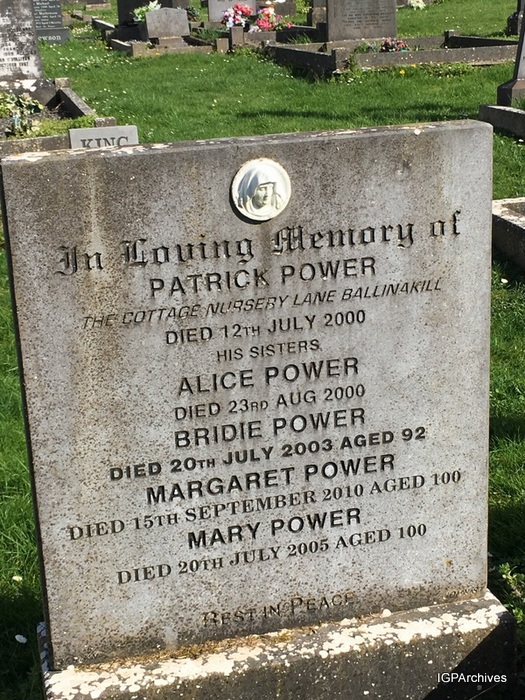 KING
In Loving Memory of
PATRICK POWER
THE COTTAGE NURSERY LANE BALLINAKILL
DIED 12TH JULY 2000
HIS SISTERS
ALICE POWER
DIED 23RD AUG 2000
BRIDIE POWER
DIED 20TH JULY 2003 AGED 92
MARGARET POWER
DIED 15TH SEPTEMBER 2010 AGED 100
MARY POWER
DIED 20TH JULY 2005 AGED 100
REST IN PEACE
IGPArchives